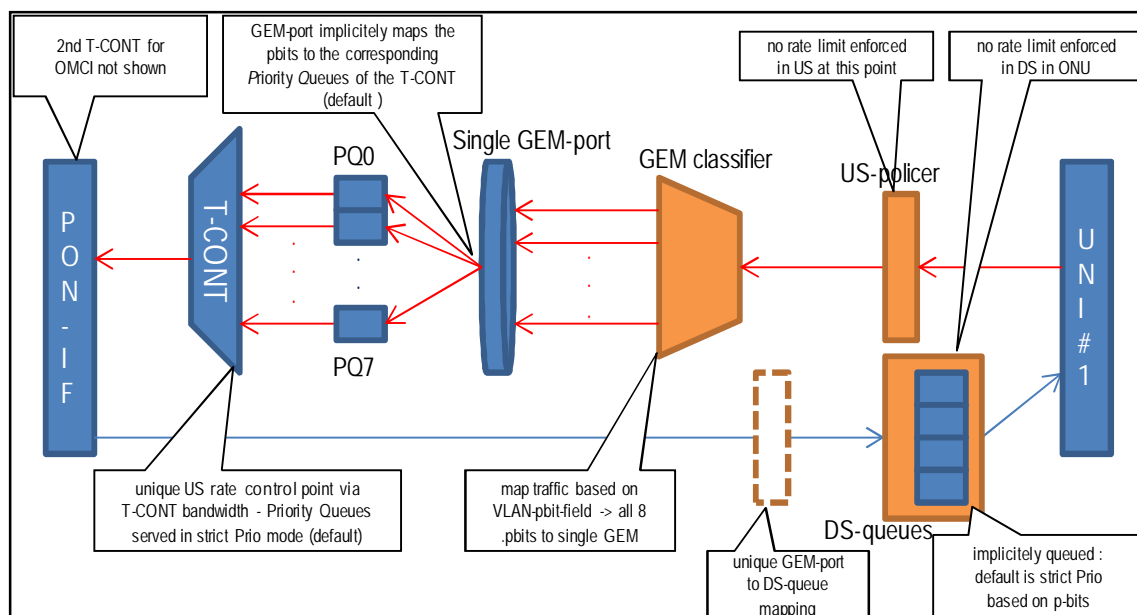 2nd T-CONT for
OMCI not shown
GEM-port implicitely maps the
pbits to the corresponding
Priority Queues of the T-CONT
(default )
no rate limit enforced
in US at this point
no rate limit enforced
in DS in ONU
Single GEM-port
GEM classifier
US-policer
PQ0
PQ7
PON-IF
T-CONT
UNI#1
DS-queues
unique US rate control point via
T-CONT bandwidth - Priority Queues
served in strict Prio mode (default)
map traffic based on
VLAN-pbit-field -> all 8
.pbits to single GEM
unique GEM-port
to DS-queue
mapping
implicitely queued :
default is strict Prio
based on p-bits